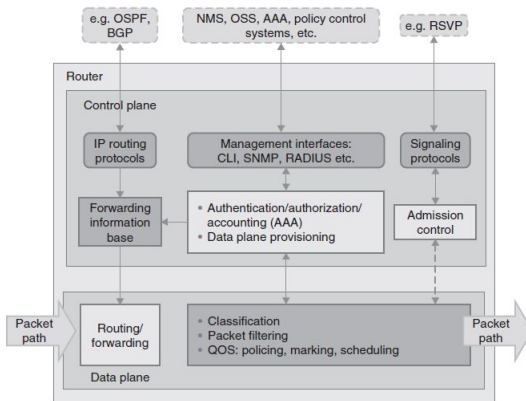 e.g. OSPF,
BGP
NMS, OSS, AAA, policy control
systems, etc.
e.g. RSVP
Router
Control plane
IP routing
protocols
Management interfaces:
CLI, SNMP, RADIUS etc.
Signaling
protocols
Forwarding
information
base
• Authentication/authorization/
accounting (AAA)
• Data plane provisioning
Admission
control
Packet
path
Routing/
forwarding
• Classification
• Packet filtering
• QOS: policing, marking, scheduling
Packet
path
Data plane